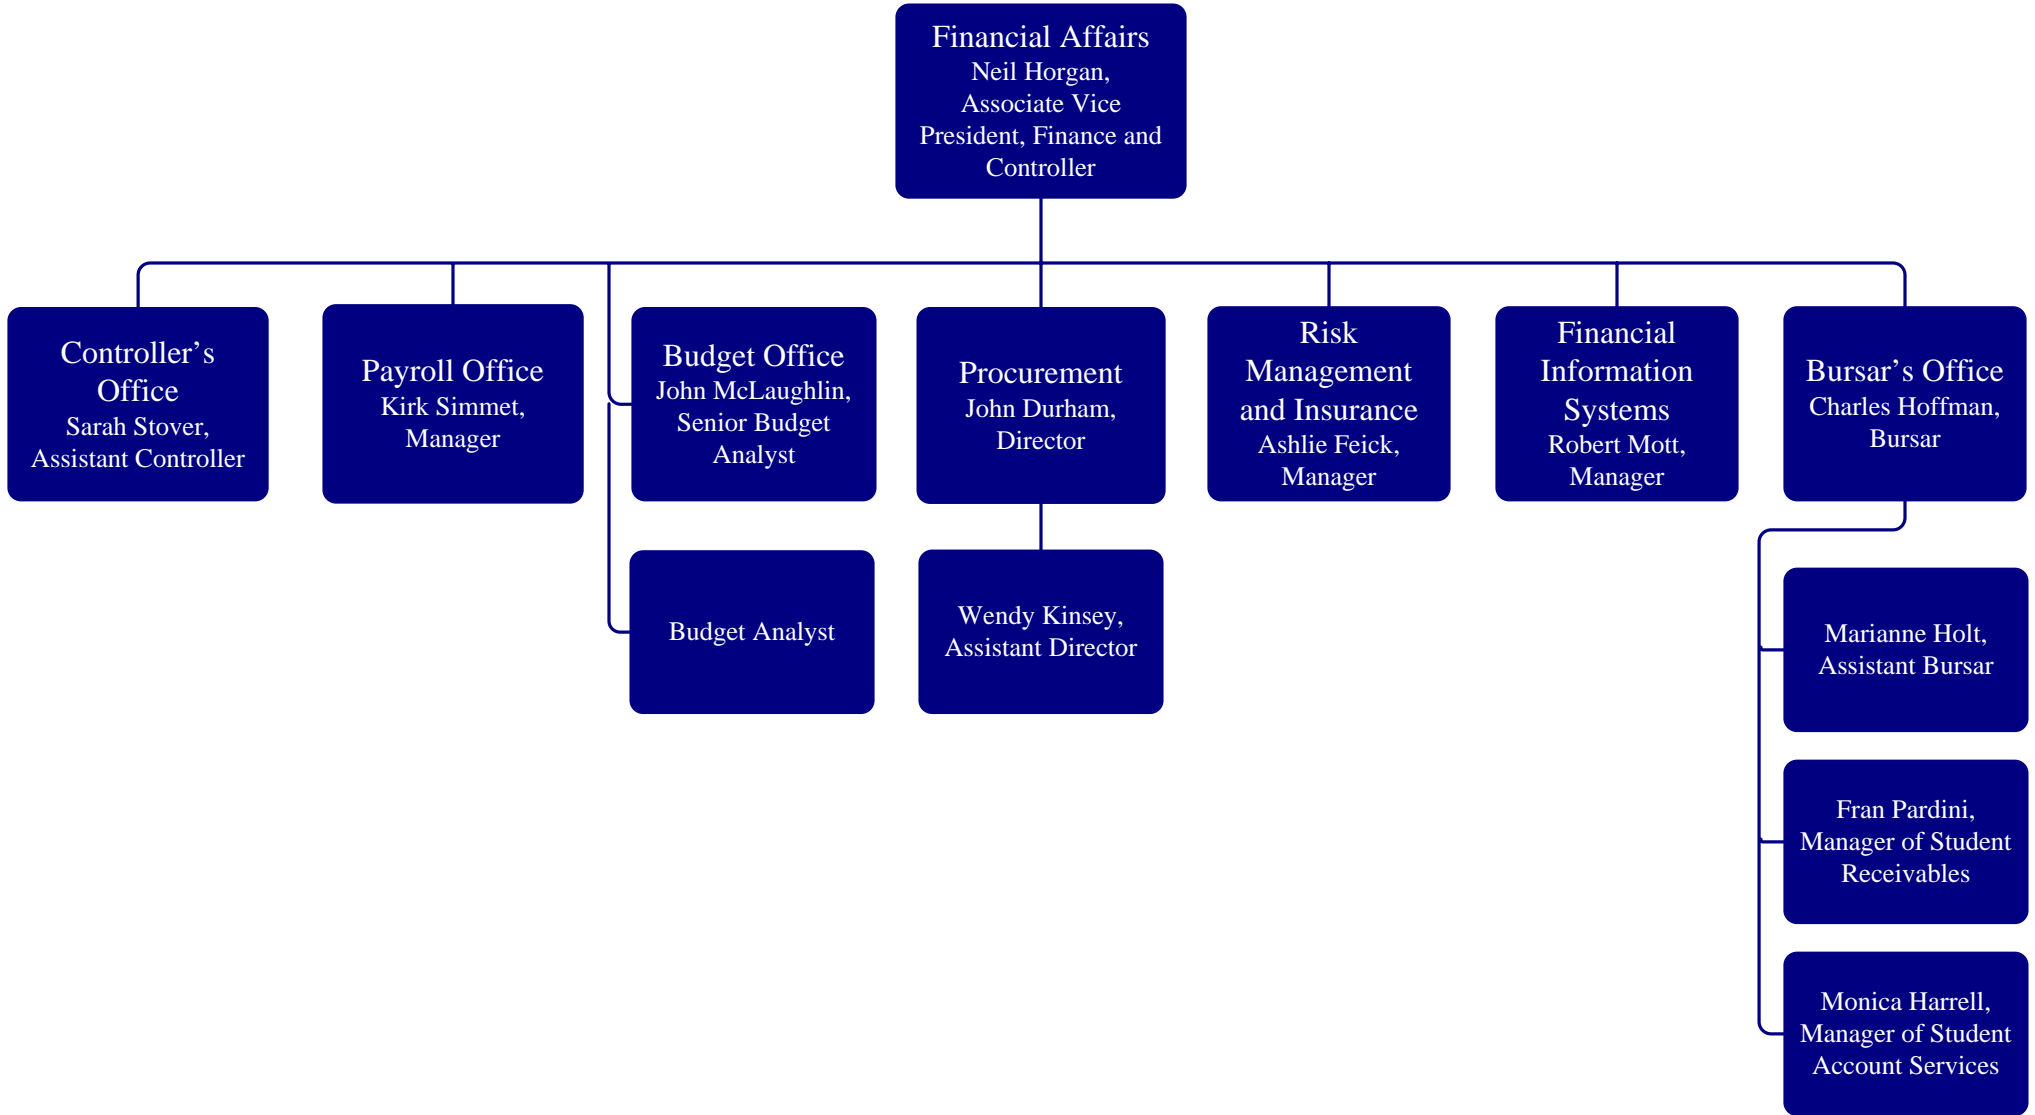 Financial Affairs
Neil Horgan,
Associate Vice
President, Finance and
Controller
Controller’s
Office
Sarah Stover,
Assistant Controller
Payroll Office
Kirk Simmet,
Manager
Budget Office
John McLaughlin,
Senior Budget
Analyst
Procurement
John Durham,
Director
Risk
Management
and Insurance
Ashlie Feick,
Manager
Financial
Information
Systems
Robert Mott,
Manager
Bursar’s Office
Charles Hoffman,
Bursar
Budget Analyst
Wendy Kinsey,
Assistant Director
Marianne Holt,
Assistant Bursar
Fran Pardini,
Manager of Student
Receivables
Monica Harrell,
Manager of Student
Account Services